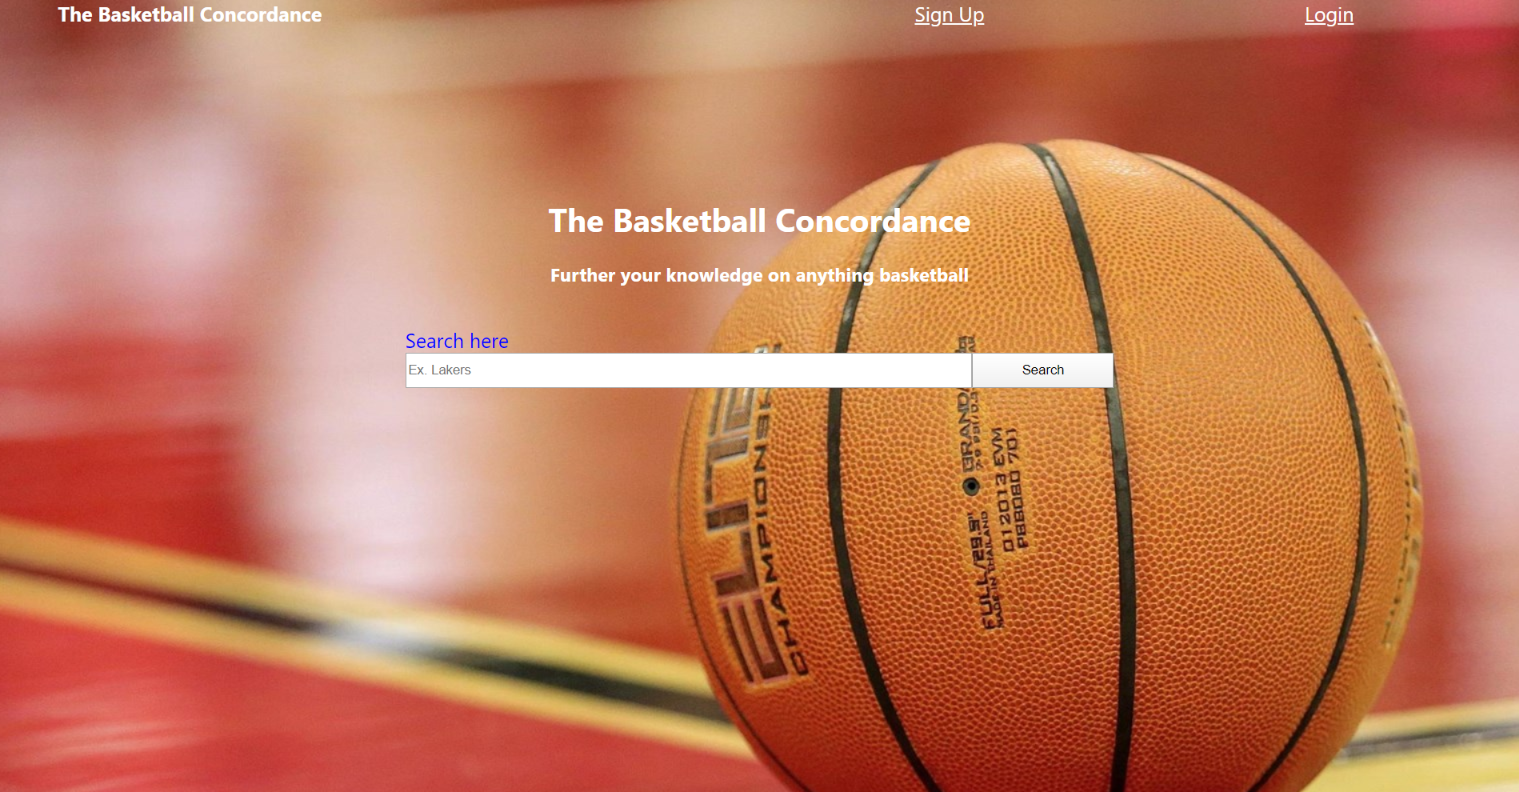 The Basketball Concordance
Sign Up
Login
The Basketball Concordance
Further your knowledge on anything basketball
Search here
Ex. Lakers
Search
ELITE
CHAMPIONSH
BRAND
FULL/29.5"
MADE IN THAILAND
012013 EVM
PBB080 701